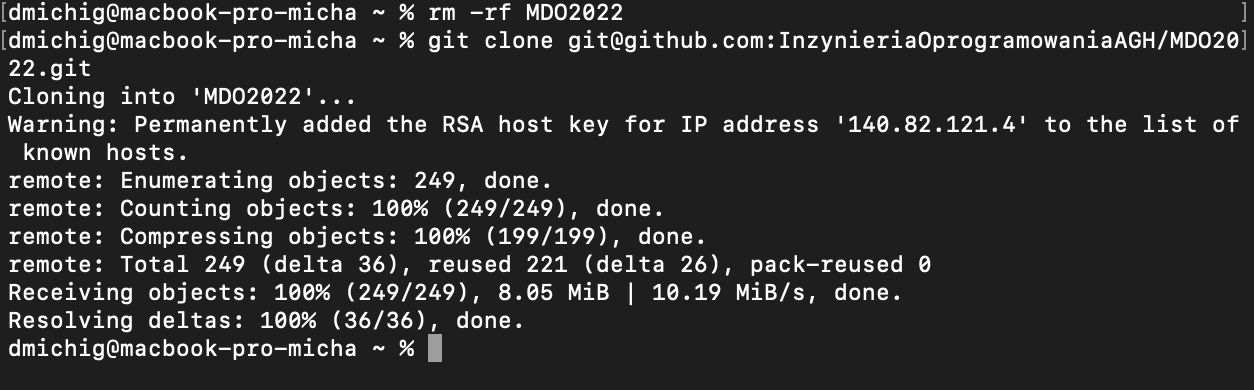 [dmichig@macbook-pro-micha ~ % rm -rf MDO2022 ]
[dmichig@macbook-pro-micha ~ % git clone git@github.com:InzynieriaOprogramowaniaAGH/MDO20]
22.git
Cloning into 'MDO2022'...
Warning: Permanently added the RSA host key for IP address '140.82.121.4' to the list of
 known hosts.
remote: Enumerating objects: 249, done.
remote: Counting objects: 100% (249/249), done.
remote: Compressing objects: 100% (199/199), done.
remote: Total 249 (delta 36), reused 221 (delta 26), pack-reused 0
Receiving objects: 100% (249/249), 8.05 MiB | 10.19 MiB/s, done.
Resolving deltas: 100% (36/36), done.
dmichig@macbook-pro-micha ~ %